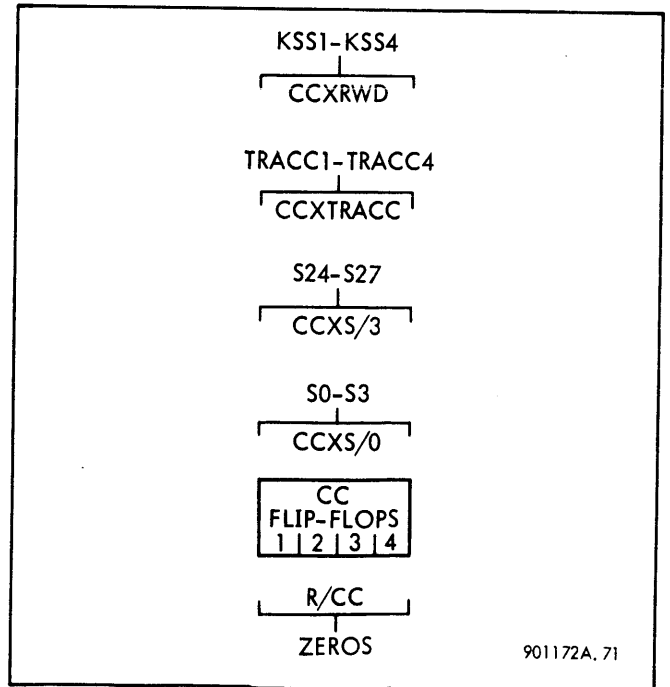 KSS1-KSS4
CCXRWD
TRACC1-TRACC4
CCXTRACC
S24-S27
CCXS/3
S0-S3
CCXS/0
CC
FLIP-FLOPS
1 | 2 | 3 | 4
R/CC
ZEROS
901172A.71